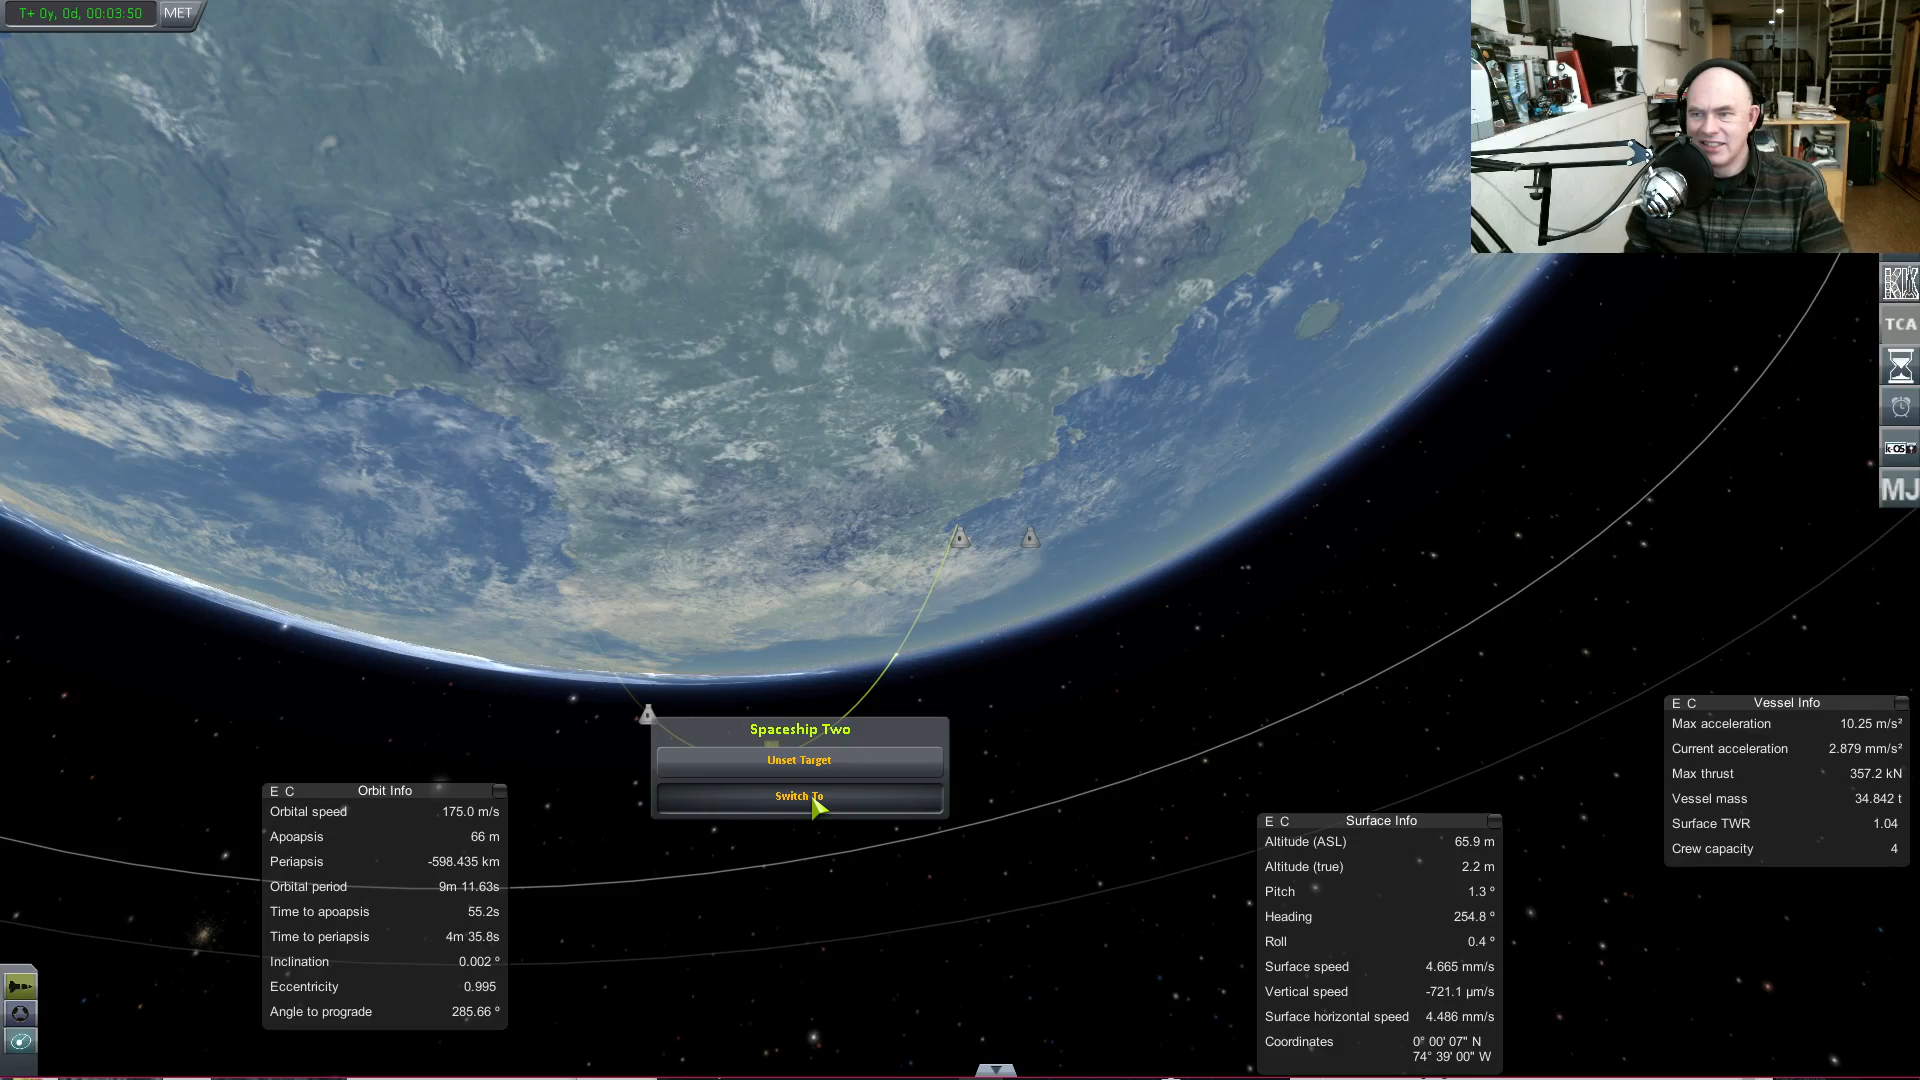 T+ 0y, 0d, 00:03:50 MET
TCA
k-OS
MJ
Spaceship Two
Unset Target
Switch To
E C Orbit Info
Orbital speed 175.0 m/s
Apoapsis 66 m
Periapsis -598.435 km
Orbital period 9m 11.63s
Time to apoapsis 55.2s
Time to periapsis 4m 35.8s
Inclination 0.002 º
Eccentricity 0.995
Angle to prograde 285.66 º
E C Surface Info
Altitude (ASL) 65.9 m
Altitude (true) 2.2 m
Pitch 1.3 º
Heading 254.8 º
Roll 0.4 º
Surface speed 4.665 mm/s
Vertical speed -721.1 µm/s
Surface horizontal speed 4.486 mm/s
Coordinates 0° 00' 07" N
74° 39' 00" W
E C Vessel Info
Max acceleration 10.25 m/s²
Current acceleration 2.879 mm/s²
Max thrust 357.2 kN
Vessel mass 34.842 t
Surface TWR 1.04
Crew capacity 4